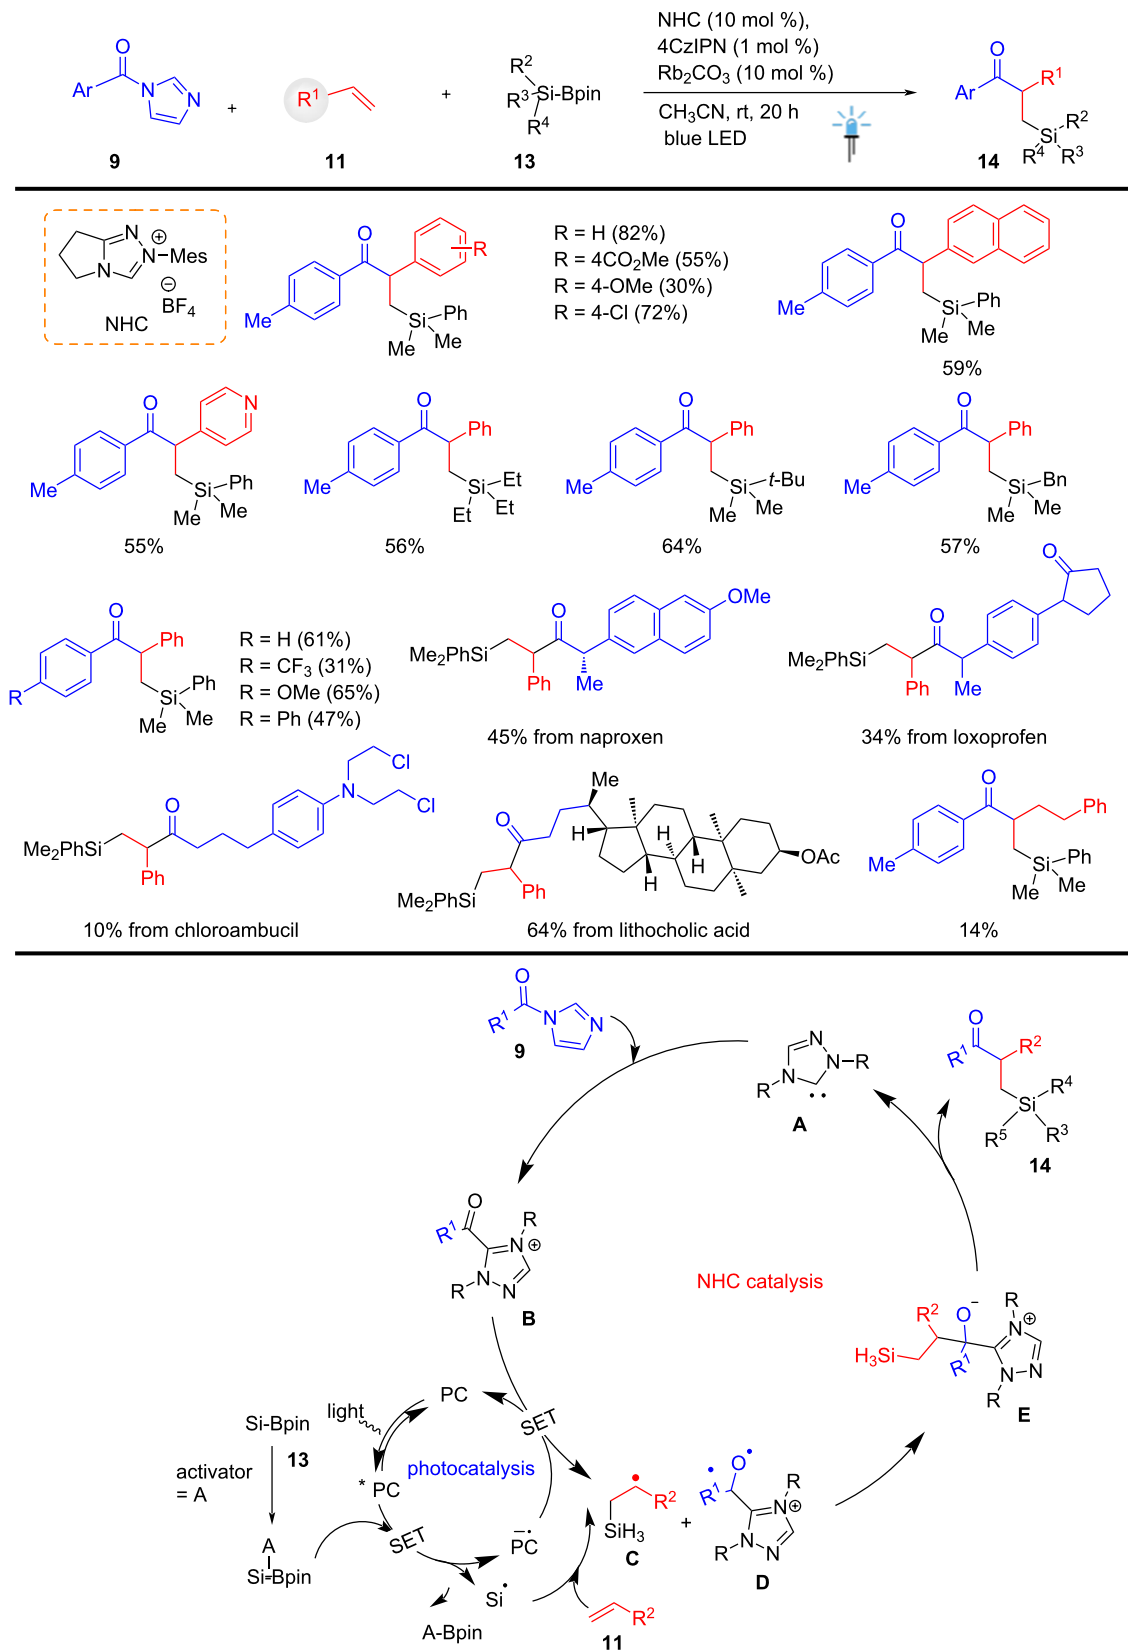 NHC (10 mol %),
4CzIPN (1 mol %)
Rb2CO3 (10 mol %)
CH3CN, rt, 20 h
blue LED
O
Ar
N
N
9
+
R1
11
+
R2
R3
Si-Bpin
R4
13
O
Ar
R1
R2
Si
R4
R3
14
N
N
⊕
N
Mes
⊖
BF4
NHC
O
R
Me
Si
Ph
Me
Me
R = H (82%)
R = 4CO2Me (55%)
R = 4-OMe (30%)
R = 4-Cl (72%)
O
Me
Si
Ph
Me
Me
59%
O
N
Me
Si
Ph
Me
Me
55%
O
Ph
Me
Et
Si
Et
Et
56%
O
Ph
Me
Si
t-Bu
Me
Me
64%
O
Ph
Me
Si
Bn
Me
Me
57%
O
Ph
R
Si
Ph
Me
Me
R = H (61%)
R = CF3 (31%)
R = OMe (65%)
R = Ph (47%)
OMe
O
Me2PhSi
Ph
Me
45% from naproxen
O
O
Me2PhSi
Ph
Me
34% from loxoprofen
Cl
N
Cl
O
Me2PhSi
Ph
10% from chloroambucil
Me
O
H
H
H
H
OAc
Me2PhSi
Ph
64% from lithocholic acid
O
Ph
Me
Si
Ph
Me
Me
14%
O
R1
N
N
9
N
N
R
N
R
A
O
R1
R2
Si
R4
R5
R3
14
O
R1
R
N
⊕
R
N
N
B
NHC catalysis
R2
O
−
R
N
⊕
H3Si
R1
N
N
R
E
PC
SET
light
Si-Bpin
13
photocatalysis
* PC
activator
= A
SET
PC
−•
A
Si-Bpin
Si•
A-Bpin
R2
SiH3
C
+
R2
11
O
R1
R
N
⊕
R
N
N
D